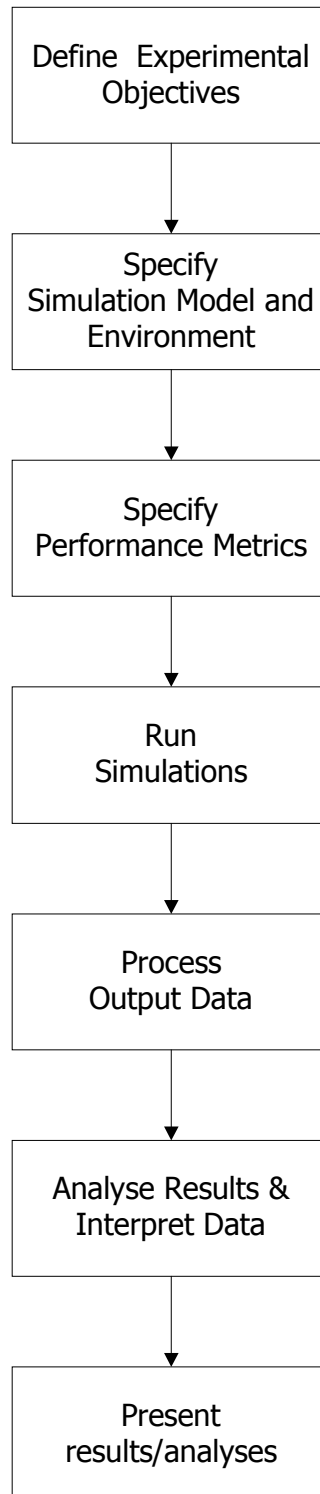 Define Experimental
Objectives
Specify
Simulation Model and
Environment
Specify
Performance Metrics
Run
Simulations
Process
Output Data
Analyse Results &
Interpret Data
Present
results/analyses